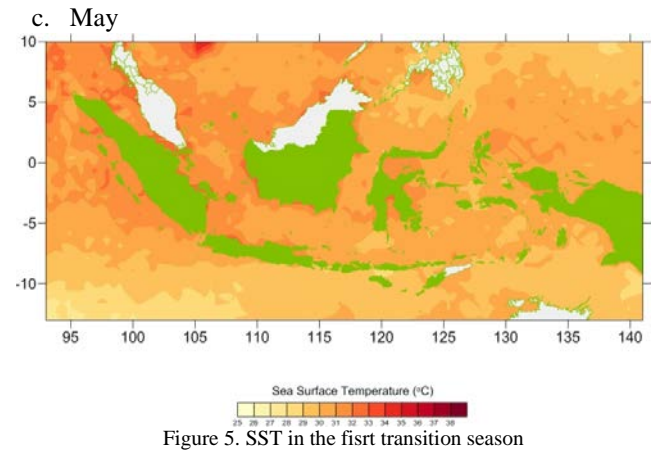 c. May
10
5
0
-5
-10
95 100 105 110 115 120 125 130 135 140
Sea Surface Temperature (°C)
25 26 27 28 29 30 31 32 33 34 35 36 37 38
Figure 5. SST in the fisrt transition season